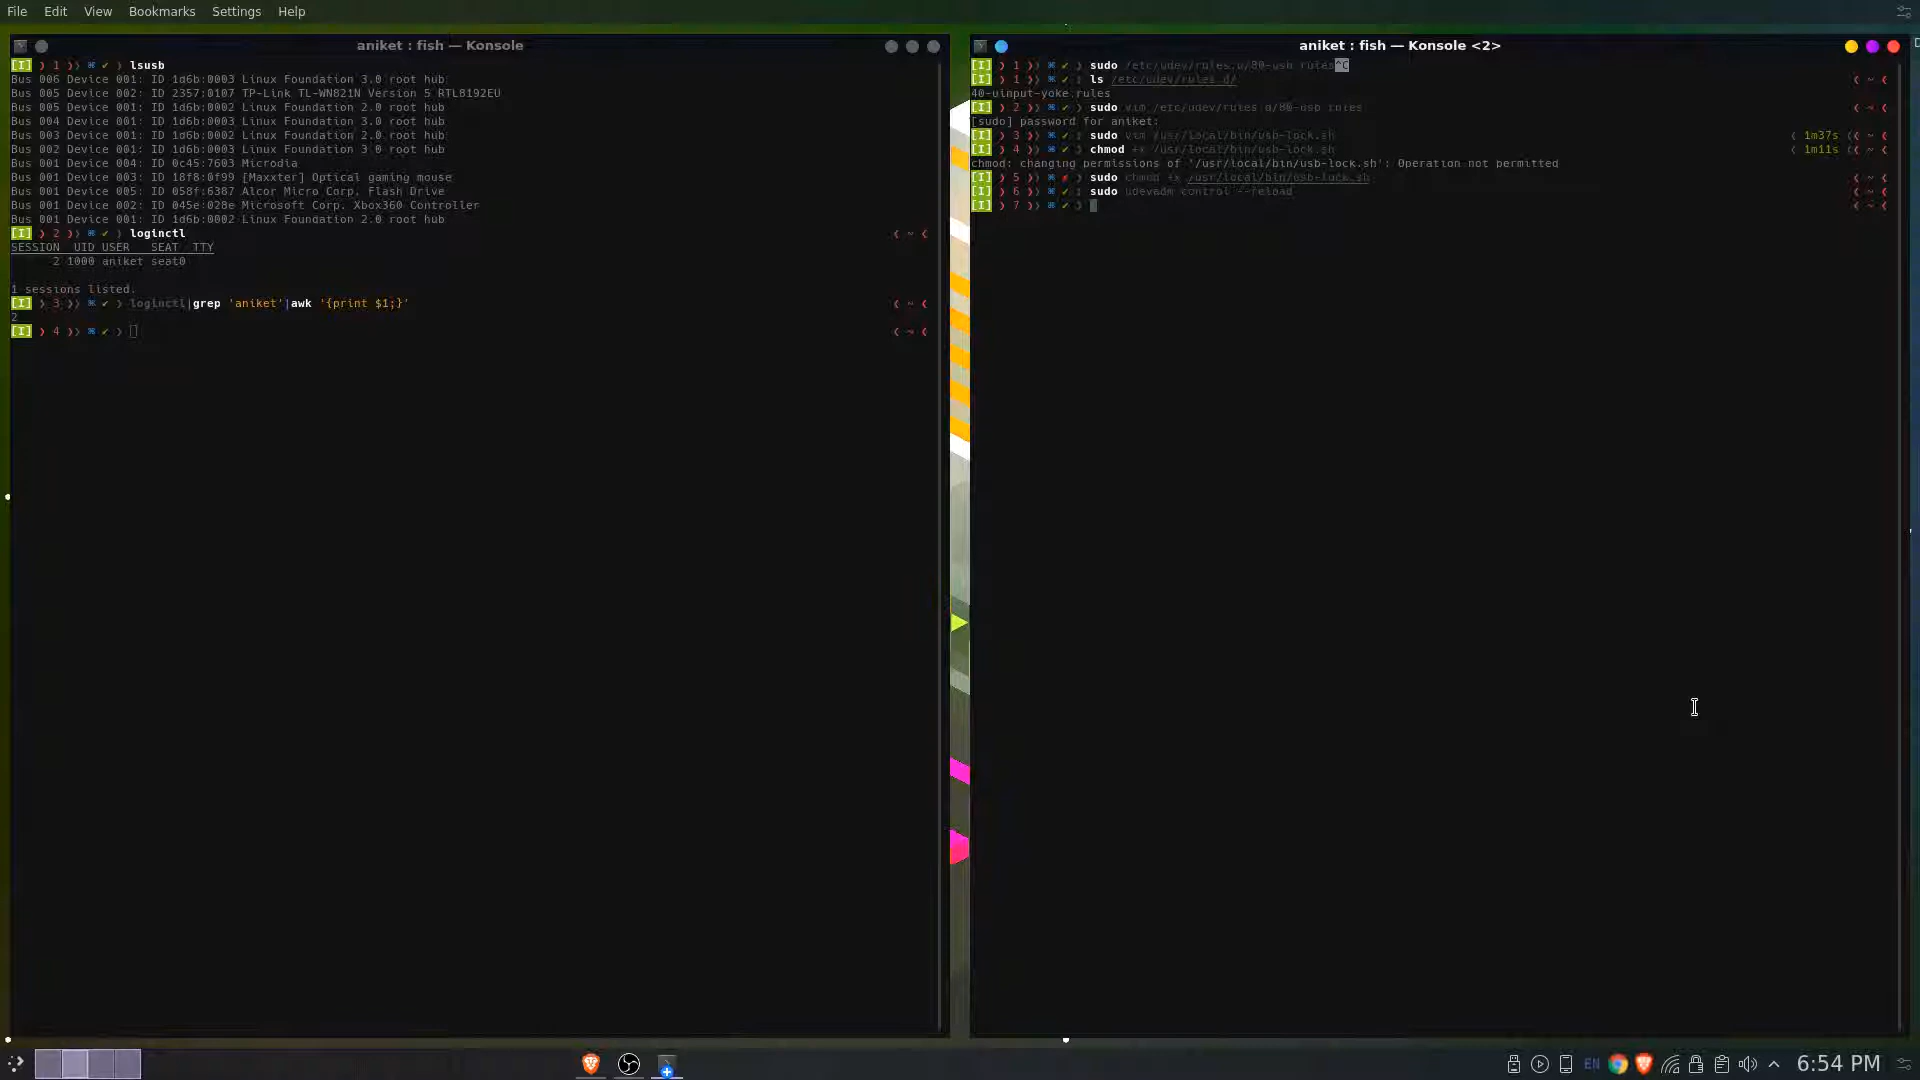 File Edit View Bookmarks Settings Help
aniket : fish — Konsole
[I] ❯ 1 ❯❯ ⌘ ✔ ❯ lsusb
Bus 006 Device 001: ID 1d6b:0003 Linux Foundation 3.0 root hub
Bus 005 Device 002: ID 2357:0107 TP-Link TL-WN821N Version 5 RTL8192EU
Bus 005 Device 001: ID 1d6b:0002 Linux Foundation 2.0 root hub
Bus 004 Device 001: ID 1d6b:0003 Linux Foundation 3.0 root hub
Bus 003 Device 001: ID 1d6b:0002 Linux Foundation 2.0 root hub
Bus 002 Device 001: ID 1d6b:0003 Linux Foundation 3.0 root hub
Bus 001 Device 004: ID 0c45:7603 Microdia
Bus 001 Device 003: ID 18f8:0f99 [Maxxter] Optical gaming mouse
Bus 001 Device 005: ID 058f:6387 Alcor Micro Corp. Flash Drive
Bus 001 Device 002: ID 045e:028e Microsoft Corp. Xbox360 Controller
Bus 001 Device 001: ID 1d6b:0002 Linux Foundation 2.0 root hub
[I] ❯ 2 ❯❯ ⌘ ✔ ❯ loginctl ❮ ~ ❮
SESSION UID USER SEAT TTY
2 1000 aniket seat0
1 sessions listed.
[I] ❯ 3 ❯❯ ⌘ ✔ ❯ loginctl|grep 'aniket'|awk '{print $1;}' ❮ ~ ❮
2
[I] ❯ 4 ❯❯ ⌘ ✔ ❯ ❮ ~ ❮
aniket : fish — Konsole <2>
[I] ❯ 1 ❯❯ ⌘ ✔ ❯ sudo /etc/udev/rules.d/80-usb rules^C
[I] ❯ 1 ❯❯ ⌘ ✔ ❯ ls /etc/udev/rules.d/ ❮ ~ ❮
40-uinput-yoke.rules
[I] ❯ 2 ❯❯ ⌘ ✔ ❯ sudo vim /etc/udev/rules.d/80-usb rules ❮ ~ ❮
[sudo] password for aniket:
[I] ❯ 3 ❯❯ ⌘ ✔ ❯ sudo vim /usr/local/bin/usb-lock.sh ❮ 1m37s ❮❮ ~ ❮
[I] ❯ 4 ❯❯ ⌘ ✔ ❯ chmod +x /usr/local/bin/usb-lock.sh ❮ 1m11s ❮❮ ~ ❮
chmod: changing permissions of '/usr/local/bin/usb-lock.sh': Operation not permitted
[I] ❯ 5 ❯❯ ⌘ ✘ ❯ sudo chmod +x /usr/local/bin/usb-lock.sh ❮ ~ ❮
[I] ❯ 6 ❯❯ ⌘ ✔ ❯ sudo udevadm control --reload ❮ ~ ❮
[I] ❯ 7 ❯❯ ⌘ ✔ ❯ ❮ ~ ❮
EN 6:54 PM